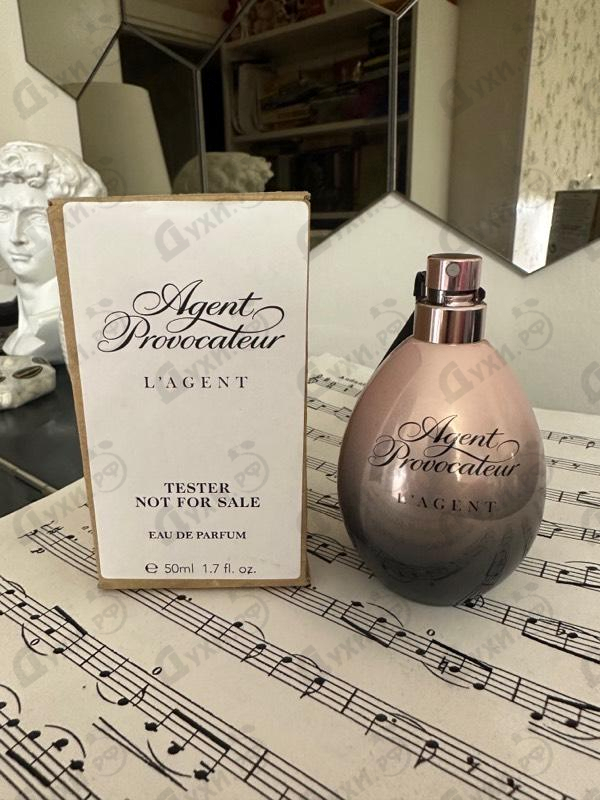 Agent
Provocateur
L'AGENT
TESTER
NOT FOR SALE
EAU DE PARFUM
℮ 50ml 1.7 fl. oz.
Agent
Provocateur
L'AGENT
Духи.рф